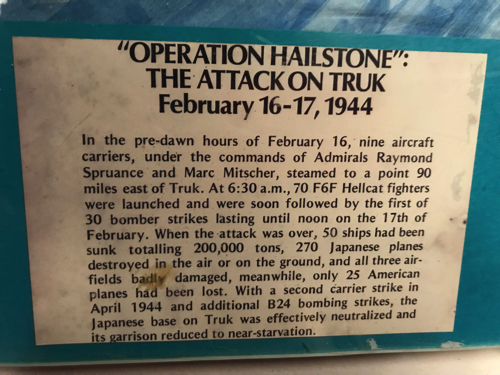 "OPERATION HAILSTONE":
THE ATTACK ON TRUK
February 16-17, 1944
In the pre-dawn hours of February 16, nine aircraft
carriers, under the commands of Admirals Raymond
Spruance and Marc Mitscher, steamed to a point 90
miles east of Truk. At 6:30 a.m., 70 F6F Hellcat fighters
were launched and were soon followed by the first of
30 bomber strikes lasting until noon on the 17th of
February. When the attack was over, 50 ships had been
sunk totalling 200,000 tons, 270 Japanese planes
destroyed in the air or on the ground, and all three air-
fields badly damaged, meanwhile, only 25 American
planes had been lost. With a second carrier strike in
April 1944 and additional B24 bombing strikes, the
Japanese base on Truk was effectively neutralized and
its garrison reduced to near-starvation.